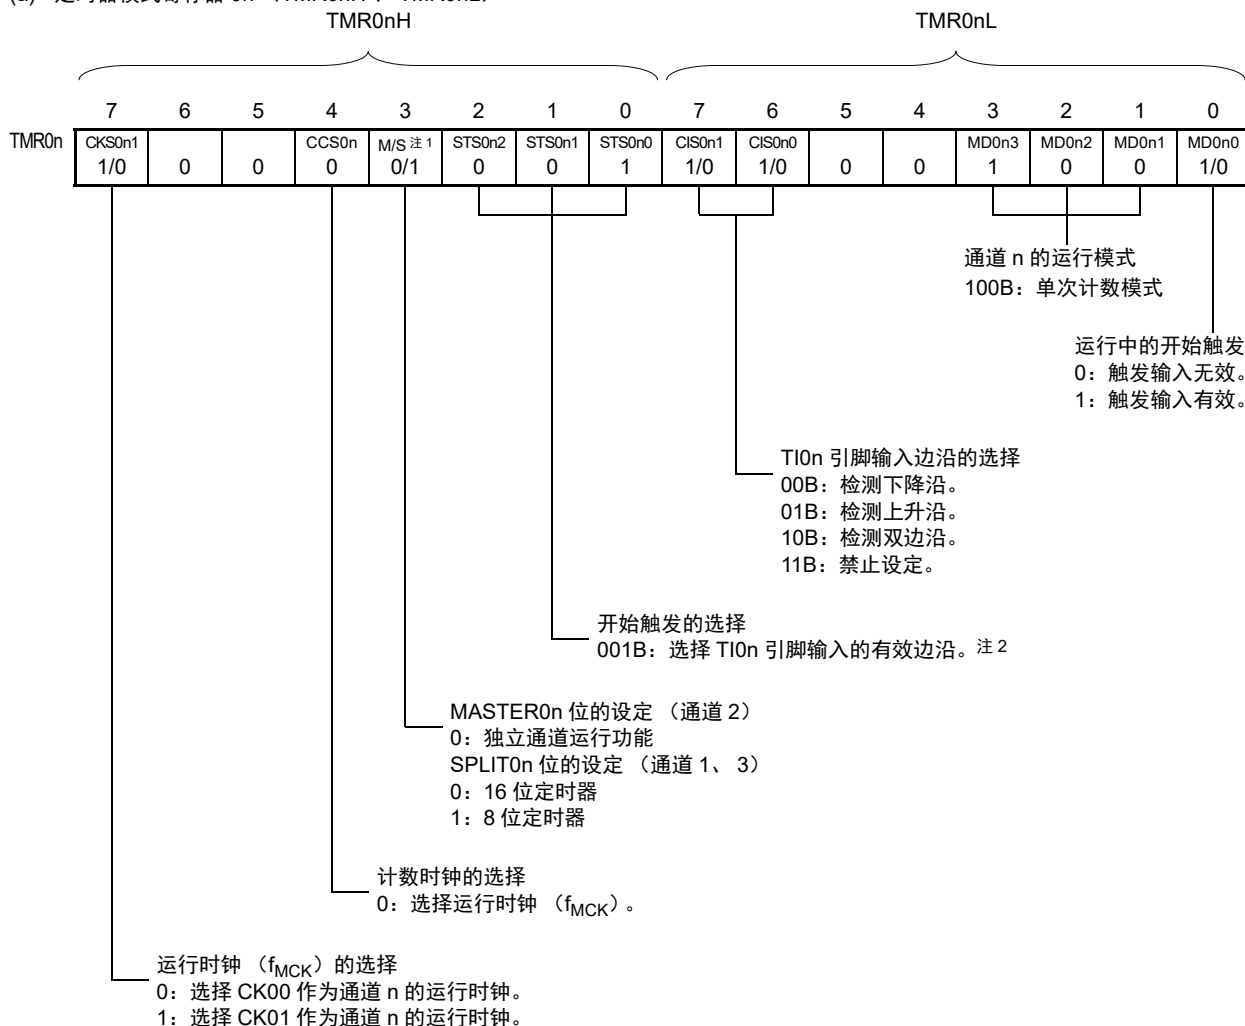 TMR0nH TMR0nL
7 6 5 4 3 2 1 0 7 6 5 4 3 2 1 0
TMR0n CKS0n1 CCS0n M/S 注 1 STS0n2 STS0n1 STS0n0 CIS0n1 CIS0n0 MD0n3 MD0n2 MD0n1 MD0n0
1/0 0 0 0 0/1 0 0 1 1/0 1/0 0 0 1 0 0 1/0
通道 n 的运行模式
100B：单次计数模式
运行中的开始触发
0：触发输入无效。
1：触发输入有效。
TI0n 引脚输入边沿的选择
00B：检测下降沿。
01B：检测上升沿。
10B：检测双边沿。
11B：禁止设定。
开始触发的选择
001B：选择 TI0n 引脚输入的有效边沿。注 2
MASTER0n 位的设定 （通道 2）
0：独立通道运行功能
SPLIT0n 位的设定 （通道 1、 3）
0：16 位定时器
1：8 位定时器
计数时钟的选择
0：选择运行时钟 （fMCK）。
运行时钟 （fMCK）的选择
0：选择 CK00 作为通道 n 的运行时钟。
1：选择 CK01 作为通道 n 的运行时钟。